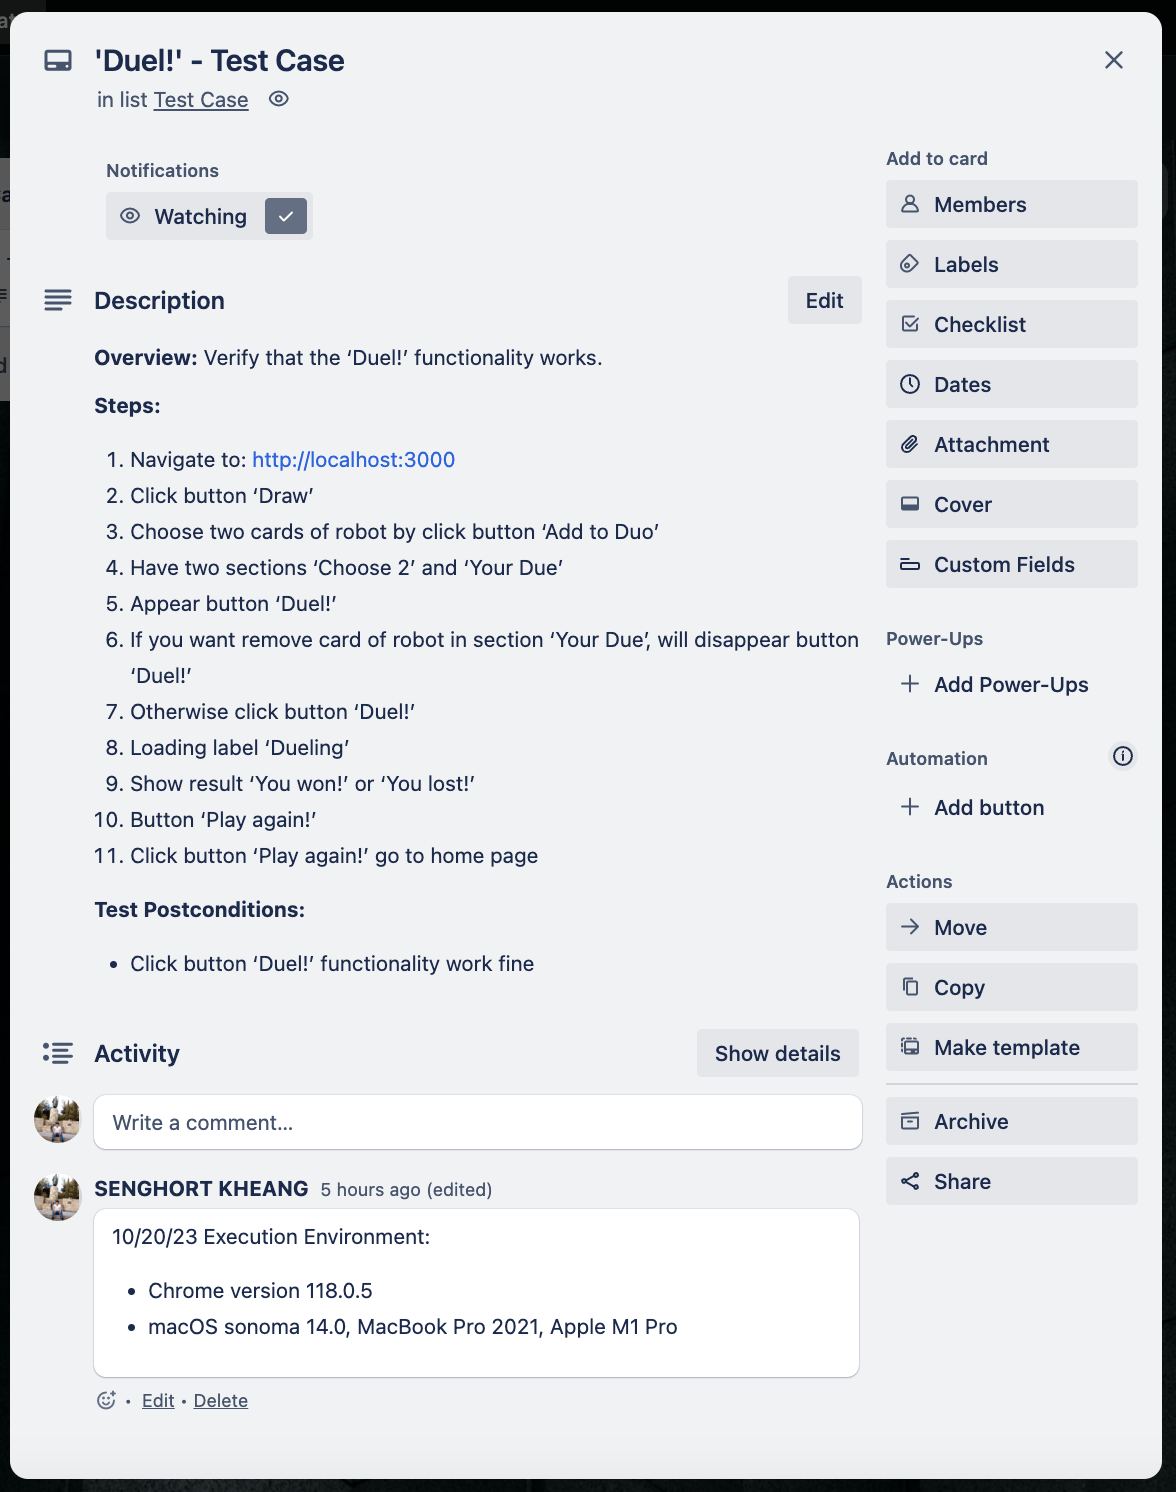 'Duel!' - Test Case
in list Test Case
Notifications
Watching
Description
Edit
Overview: Verify that the ‘Duel!’ functionality works.
Steps:
1. Navigate to: http://localhost:3000
2. Click button ‘Draw’
3. Choose two cards of robot by click button ‘Add to Duo’
4. Have two sections ‘Choose 2’ and ‘Your Due’
5. Appear button ‘Duel!’
6. If you want remove card of robot in section ‘Your Due’, will disappear button
‘Duel!’
7. Otherwise click button ‘Duel!’
8. Loading label ‘Dueling’
9. Show result ‘You won!’ or ‘You lost!’
10. Button ‘Play again!’
11. Click button ‘Play again!’ go to home page
Test Postconditions:
• Click button ‘Duel!’ functionality work fine
Activity
Show details
Write a comment…
SENGHORT KHEANG 5 hours ago (edited)
10/20/23 Execution Environment:
• Chrome version 118.0.5
• macOS sonoma 14.0, MacBook Pro 2021, Apple M1 Pro
• Edit • Delete
Add to card
Members
Labels
Checklist
Dates
Attachment
Cover
Custom Fields
Power-Ups
Add Power-Ups
Automation
Add button
Actions
Move
Copy
Make template
Archive
Share